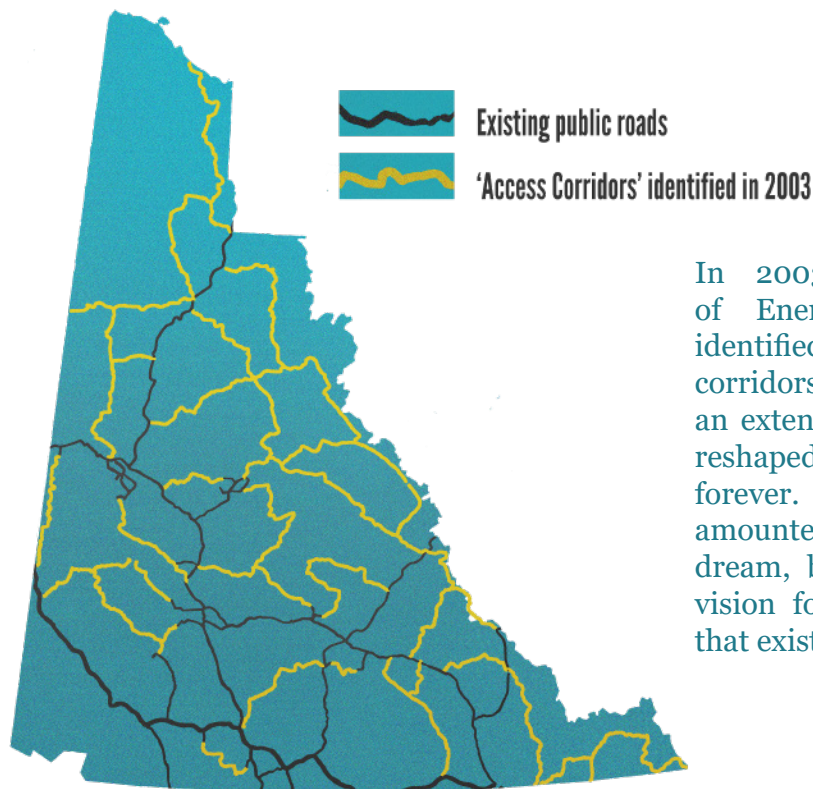 Existing public roads
'Access Corridors' identified in 2003
In
of Ener
identified
corridors
an exten
reshaped
forever.
amounte
dream, b
vision fo
that exist